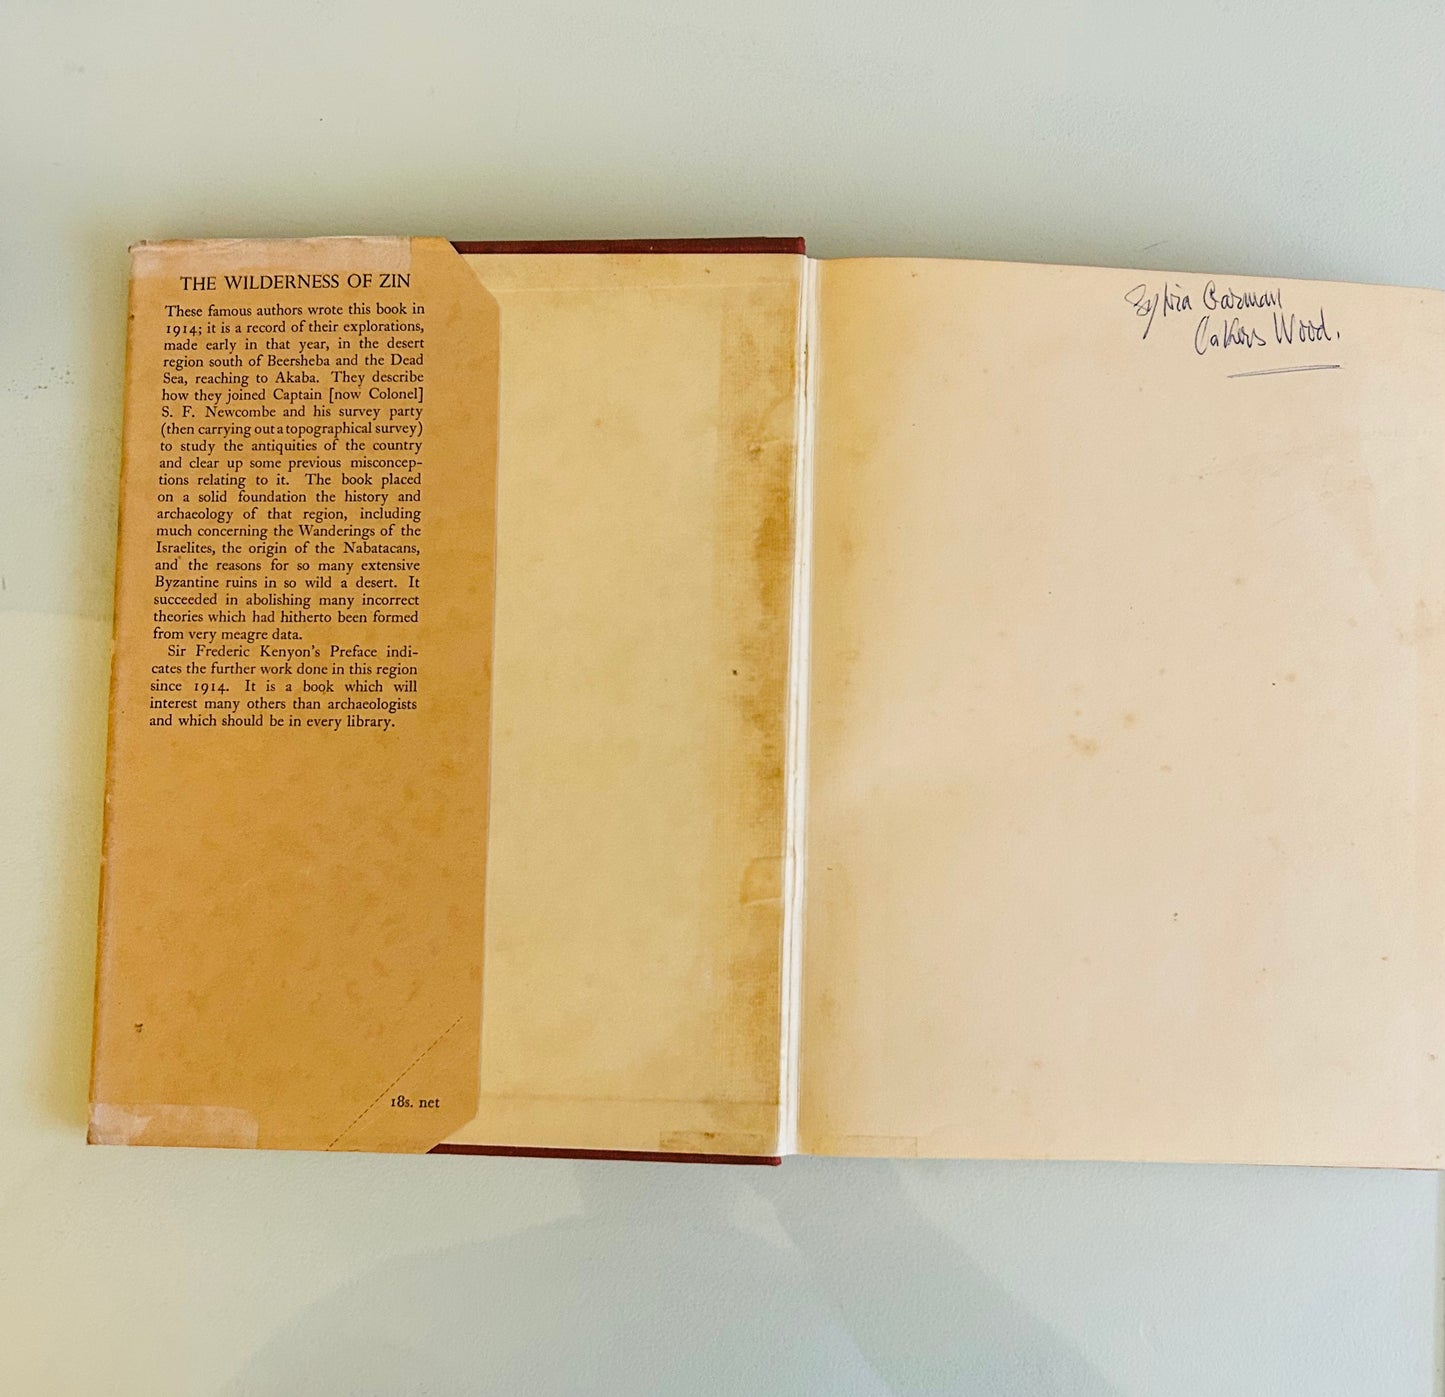 THE WILDERNESS OF ZIN
These famous authors wrote this book in
1914; it is a record of their explorations,
made early in that year, in the desert
region south of Beersheba and the Dead
Sea, reaching to Akaba. They describe
how they joined Captain [now Colonel]
S. F. Newcombe and his survey party
(then carrying out a topographical survey)
to study the antiquities of the country
and clear up some previous misconcep-
tions relating to it. The book placed
on a solid foundation the history and
archaeology of that region, including
much concerning the Wanderings of the
Israelites, the origin of the Nabatacans,
and the reasons for so many extensive
Byzantine ruins in so wild a desert. It
succeeded in abolishing many incorrect
theories which had hitherto been formed
from very meagre data.
Sir Frederic Kenyon's Preface indi-
cates the further work done in this region
since 1914. It is a book which will
interest many others than archaeologists
and which should be in every library.
18s. net
Sylvia
Wood.